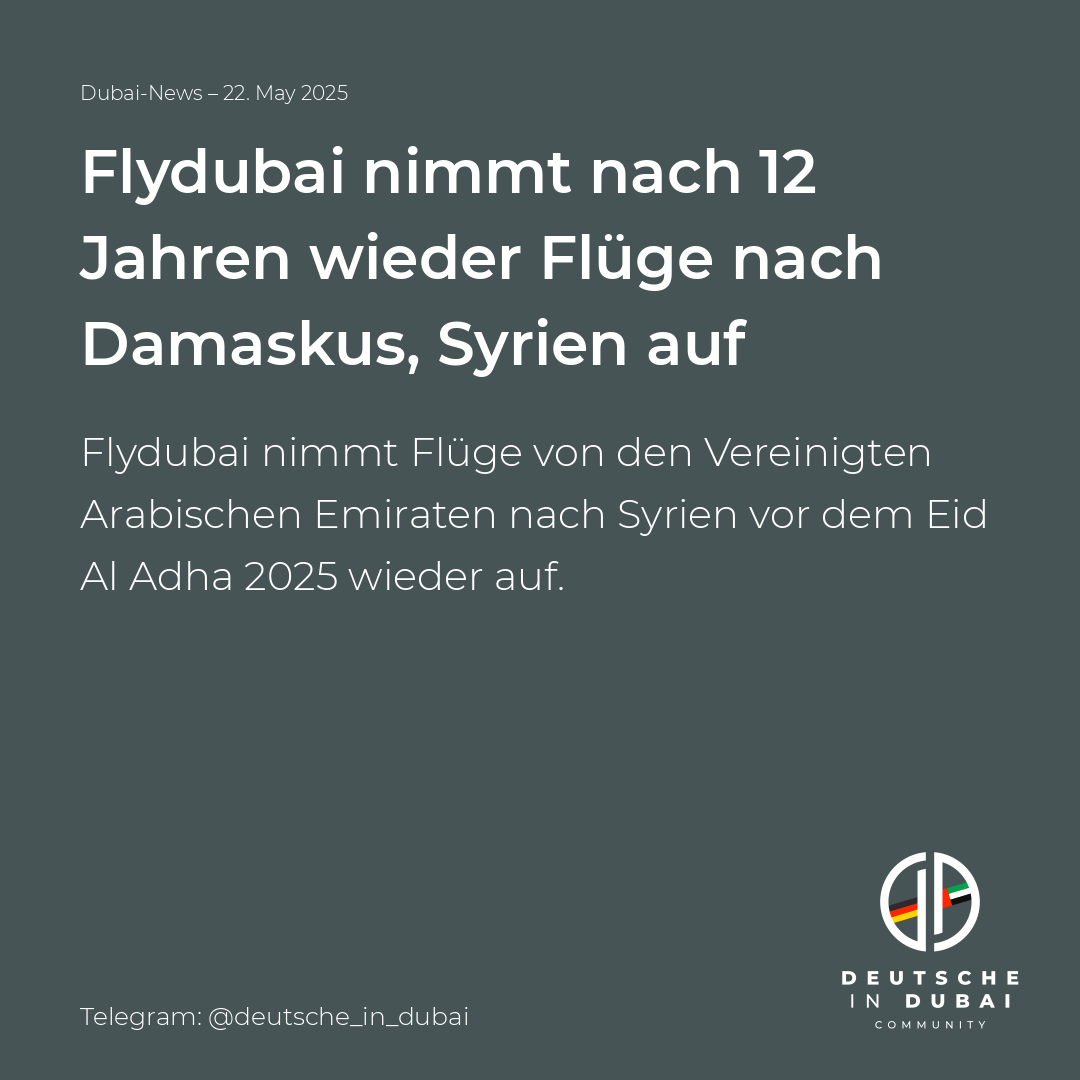 Dubai-News – 22. May 2025
Flydubai nimmt nach 12
Jahren wieder Flüge nach
Damaskus, Syrien auf
Flydubai nimmt Flüge von den Vereinigten
Arabischen Emiraten nach Syrien vor dem Eid
Al Adha 2025 wieder auf.
DEUTSCHE
IN DUBAI
COMMUNITY
Telegram: @deutsche_in_dubai